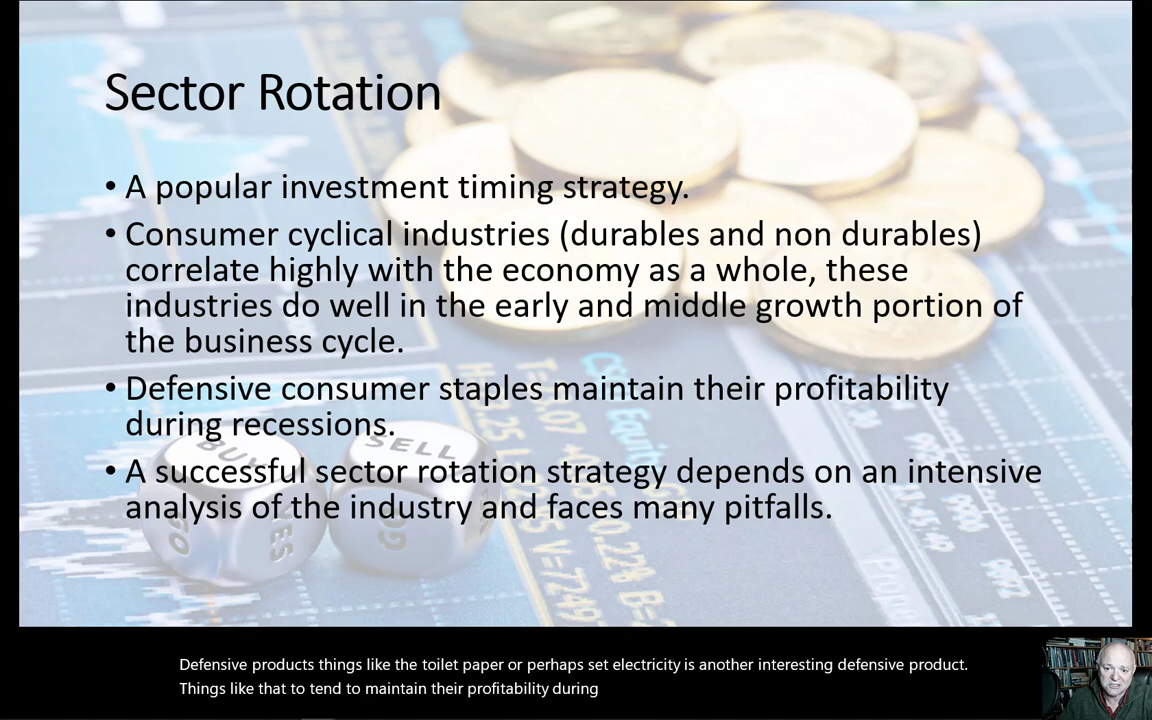 Sector Rotation
• A popular investment timing strategy.
• Consumer cyclical industries (durables and non durables)
correlate highly with the economy as a whole, these
industries do well in the early and middle growth portion of
the business cycle.
• Defensive consumer staples maintain their profitability
during recessions.
• A successful sector rotation strategy depends on an intensive
analysis of the industry and faces many pitfalls.
BUY
SELL
YES
Defensive products things like the toilet paper or perhaps set electricity is another interesting defensive product.
Things like that to tend to maintain their profitability during